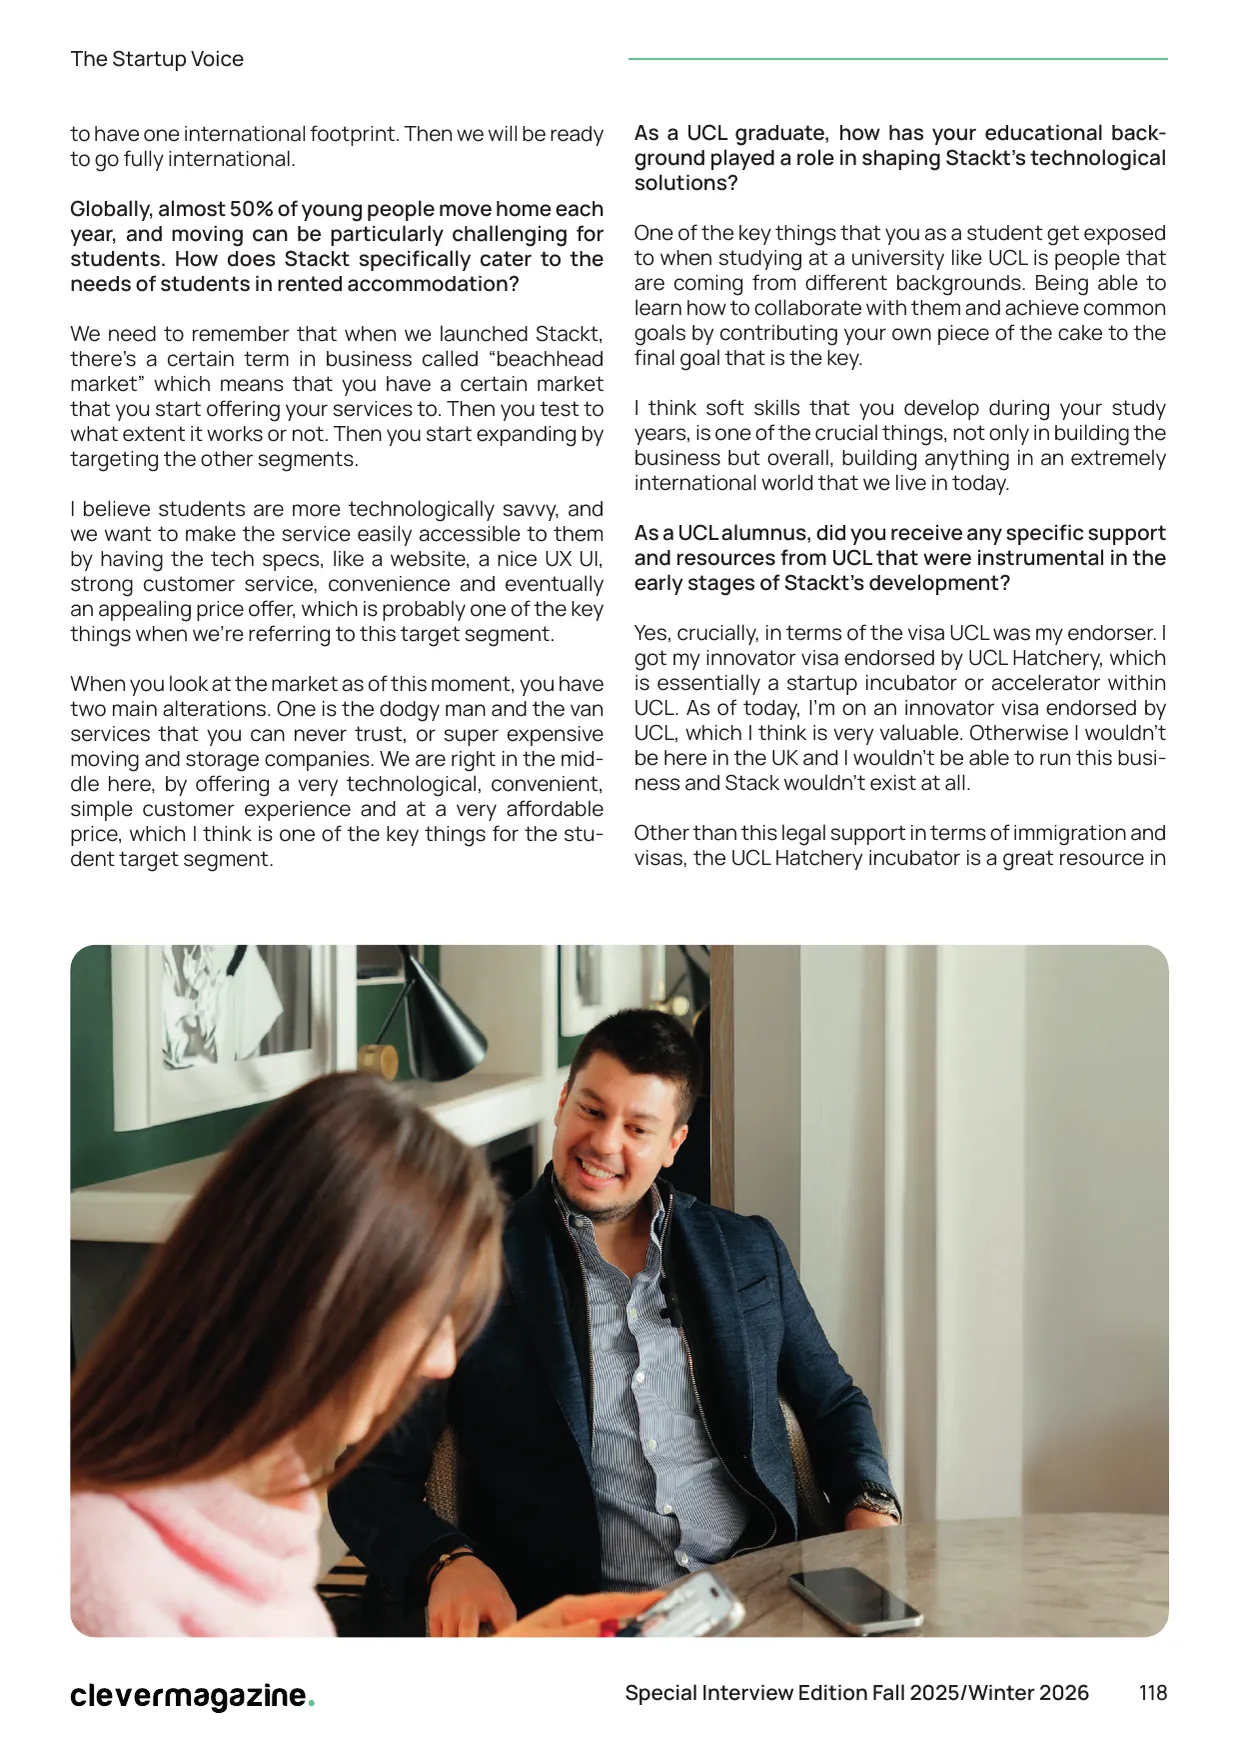 The Startup Voice
to have one international footprint. Then we will be ready
to go fully international.
Globally, almost 50% of young people move home each
year, and moving can be particularly challenging for
students. How does Stackt specifically cater to the
needs of students in rented accommodation?
We need to remember that when we launched Stackt,
there's a certain term in business called “beachhead
market” which means that you have a certain market
that you start offering your services to. Then you test to
what extent it works or not. Then you start expanding by
targeting the other segments.
I believe students are more technologically savvy, and
we want to make the service easily accessible to them
by having the tech specs, like a website, a nice UX UI,
strong customer service, convenience and eventually
an appealing price offer, which is probably one of the key
things when we're referring to this target segment.
When you look at the market as of this moment, you have
two main alterations. One is the dodgy man and the van
services that you can never trust, or super expensive
moving and storage companies. We are right in the mid-
dle here, by offering a very technological, convenient,
simple customer experience and at a very affordable
price, which I think is one of the key things for the stu-
dent target segment.
As a UCL graduate, how has your educational back-
ground played a role in shaping Stackt's technological
solutions?
One of the key things that you as a student get exposed
to when studying at a university like UCL is people that
are coming from different backgrounds. Being able to
learn how to collaborate with them and achieve common
goals by contributing your own piece of the cake to the
final goal that is the key.
I think soft skills that you develop during your study
years, is one of the crucial things, not only in building the
business but overall, building anything in an extremely
international world that we live in today.
As a UCL alumnus, did you receive any specific support
and resources from UCL that were instrumental in the
early stages of Stackt's development?
Yes, crucially, in terms of the visa UCL was my endorser. I
got my innovator visa endorsed by UCL Hatchery, which
is essentially a startup incubator or accelerator within
UCL. As of today, I'm on an innovator visa endorsed by
UCL, which I think is very valuable. Otherwise I wouldn't
be here in the UK and I wouldn't be able to run this busi-
ness and Stack wouldn't exist at all.
Other than this legal support in terms of immigration and
visas, the UCL Hatchery incubator is a great resource in
clevermagazine.
Special Interview Edition Fall 2025/Winter 2026
118